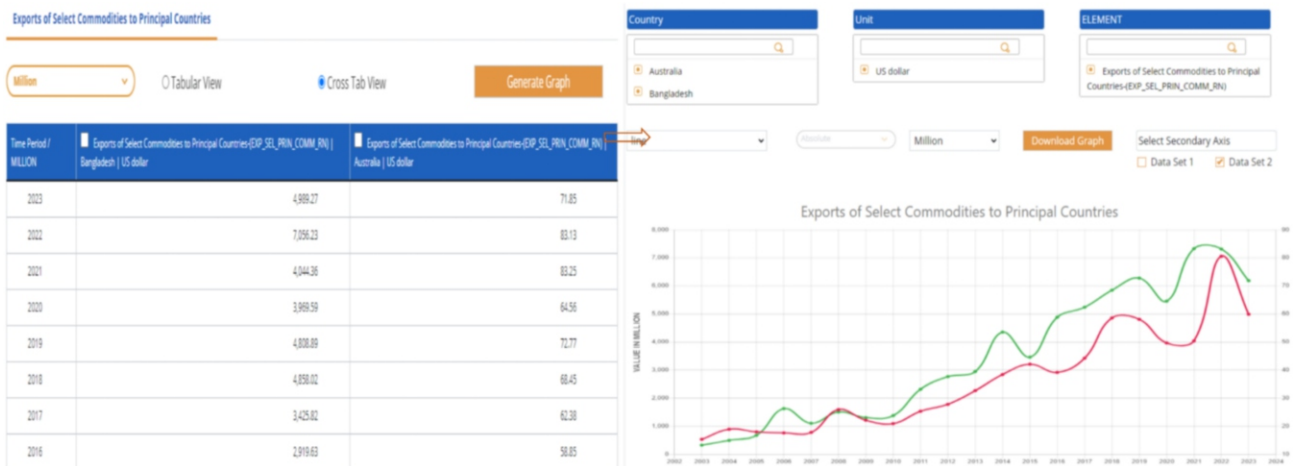 Exports of Select Commodities to Principal Countries
Million
Tabular View
Cross Tab View
Generate Graph
Time Period / MILLION
Exports of Select Commodities to Principal Countries-(EXP_SEL_PRIN_COMM_RN) |
Bangladesh | US dollar
Exports of Select Commodities to Principal Countries-(EXP_SEL_PRIN_COMM_RN) |
Australia | US dollar
2023 4,989.27 71.85
2022 7,056.23 83.13
2021 4,044.36 83.25
2020 3,969.59 64.56
2019 4,808.89 72.77
2018 4,858.02 68.45
2017 3,425.82 62.38
2016 2,919.63 58.85
Country
Australia
Bangladesh
Unit
US dollar
ELEMENT
Exports of Select Commodities to Principal
Countries-(EXP_SEL_PRIN_COMM_RN)
Absolute
Million
Download Graph
Select Secondary Axis
Data Set 1
Data Set 2
Exports of Select Commodities to Principal Countries
VALUE IN MILLION
8,000
7,000
6,000
5,000
4,000
3,000
2,000
1,000
0
90
80
70
60
50
40
30
20
10
2002 2003 2004 2005 2006 2007 2008 2009 2010 2011 2012 2013 2014 2015 2016 2017 2018 2019 2020 2021 2022 2023 2024